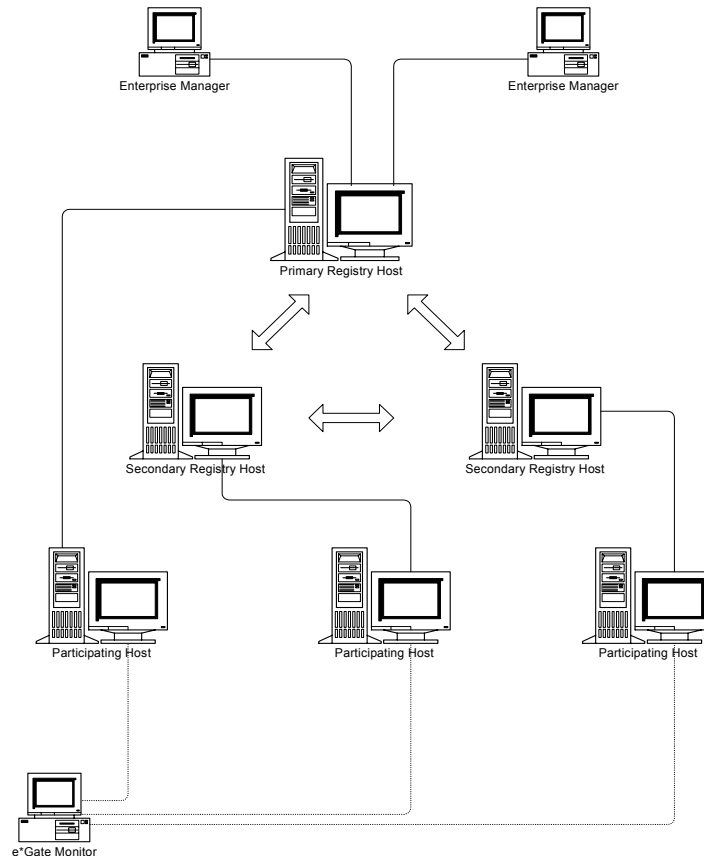 Enterprise Manager
Enterprise Manager
Primary Registry Host
Secondary Registry Host
Secondary Registry Host
Participating Host
Participating Host
Participating Host
e*Gate Monitor